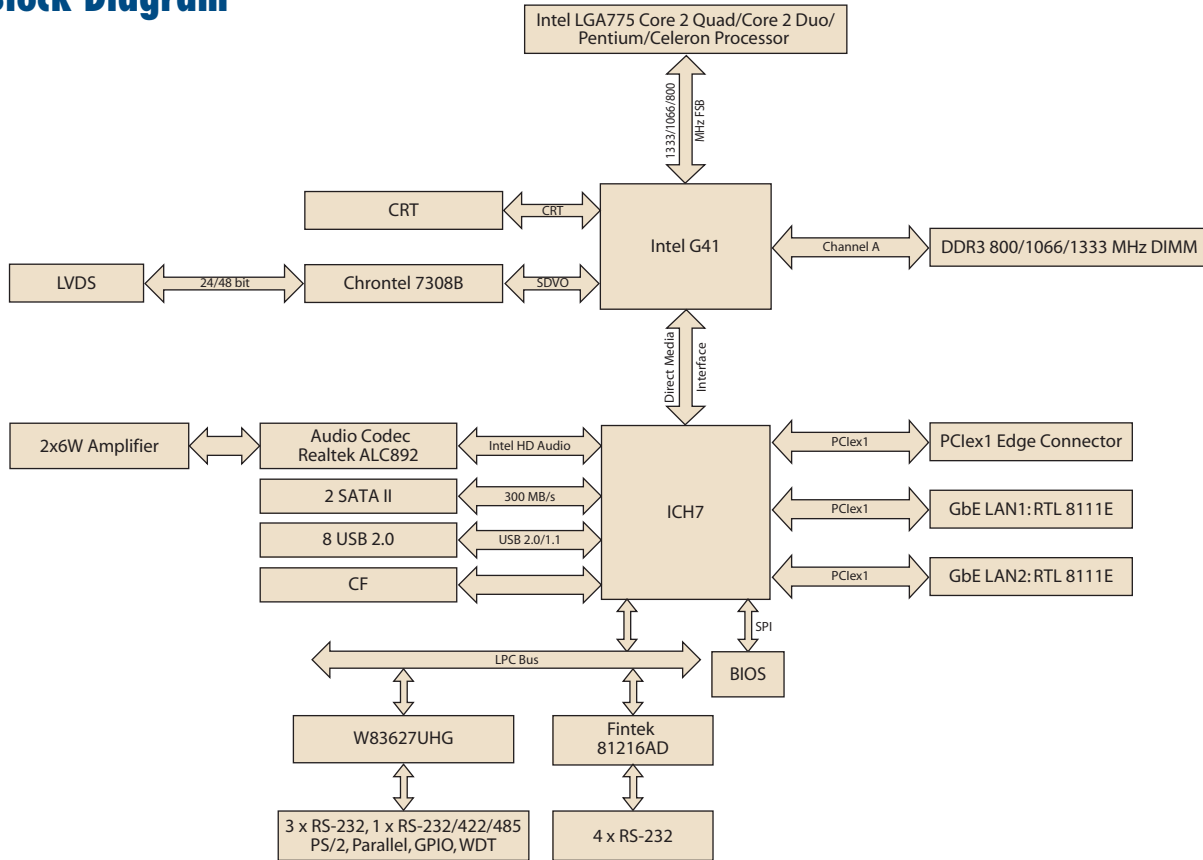 Block Diagram
Intel LGA775 Core 2 Quad/Core 2 Duo/
Pentium/Celeron Processor
1333/1066/800
MHz FSB
CRT
CRT
Intel G41
Channel A
DDR3 800/1066/1333 MHz DIMM
LVDS
24/48 bit
Chrontel 7308B
SDVO
Direct Media
Interface
2x6W Amplifier
Audio Codec
Realtek ALC892
Intel HD Audio
ICH7
PCIex1
PCIex1 Edge Connector
2 SATA II
300 MB/s
PCIex1
GbE LAN1: RTL 8111E
8 USB 2.0
USB 2.0/1.1
CF
PCIex1
GbE LAN2: RTL 8111E
SPI
LPC Bus
BIOS
W83627UHG
Fintek
81216AD
3 x RS-232, 1 x RS-232/422/485
PS/2, Parallel, GPIO, WDT
4 x RS-232